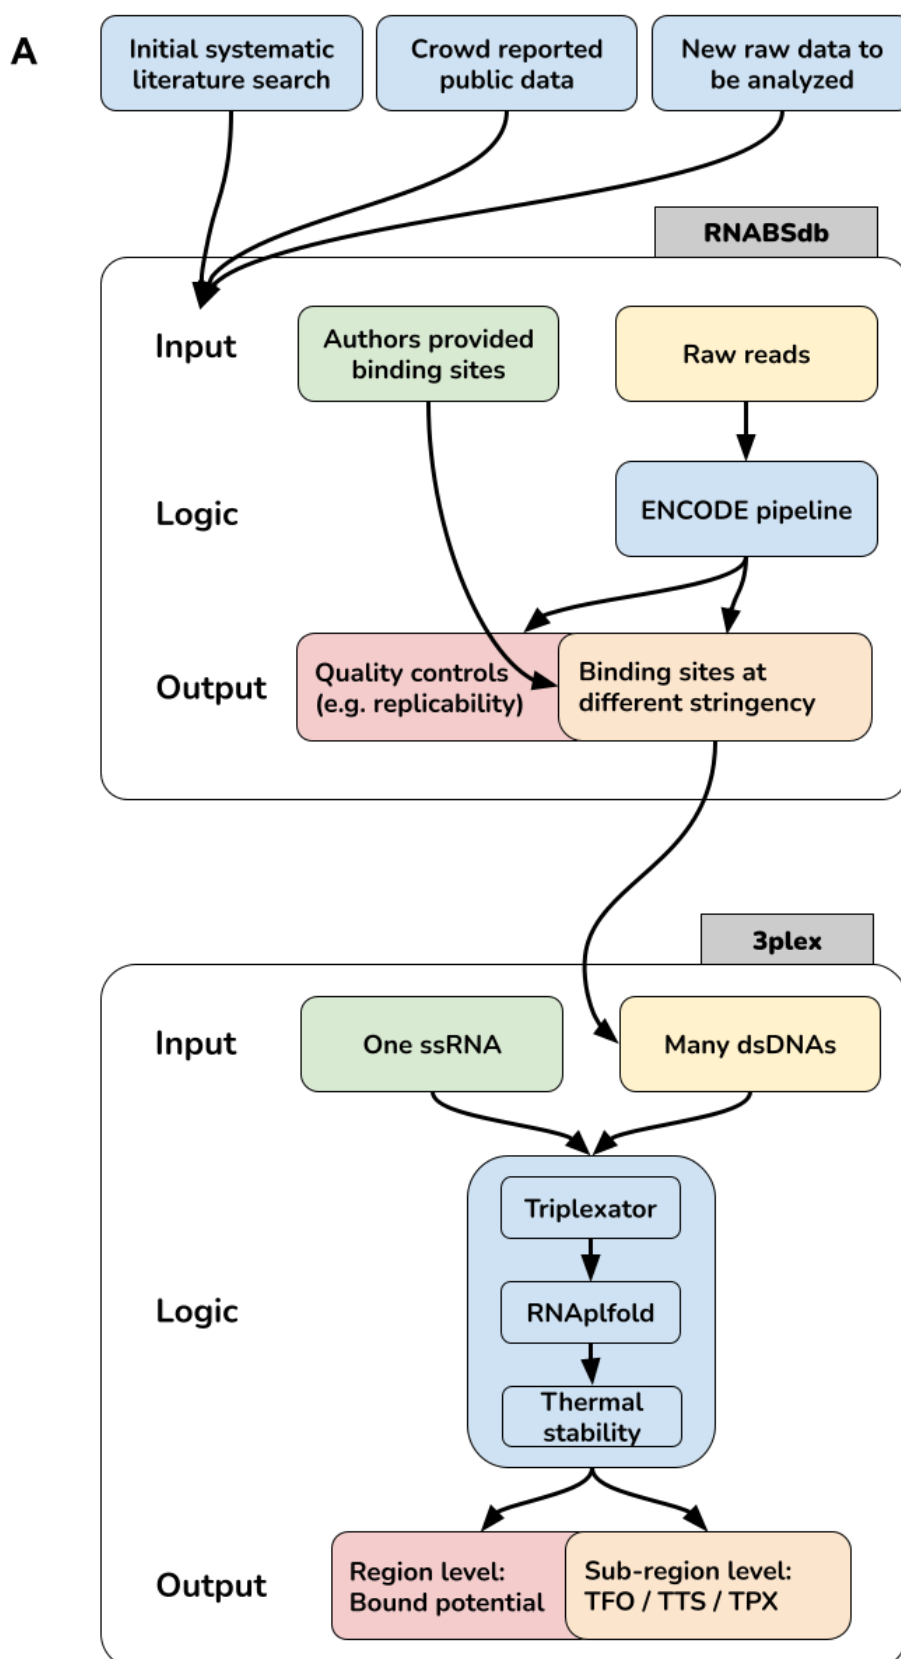 A
Initial systematic
literature search
Crowd reported
public data
New raw data to
be analyzed
RNABSdb
Input
Authors provided
binding sites
Raw reads
Logic
ENCODE pipeline
Output
Quality controls
(e.g. replicability)
Binding sites at
different stringency
3plex
Input
One ssRNA
Many dsDNAs
Logic
Triplexator
RNAplfold
Thermal
stability
Output
Region level:
Bound potential
Sub-region level:
TFO / TTS / TPX